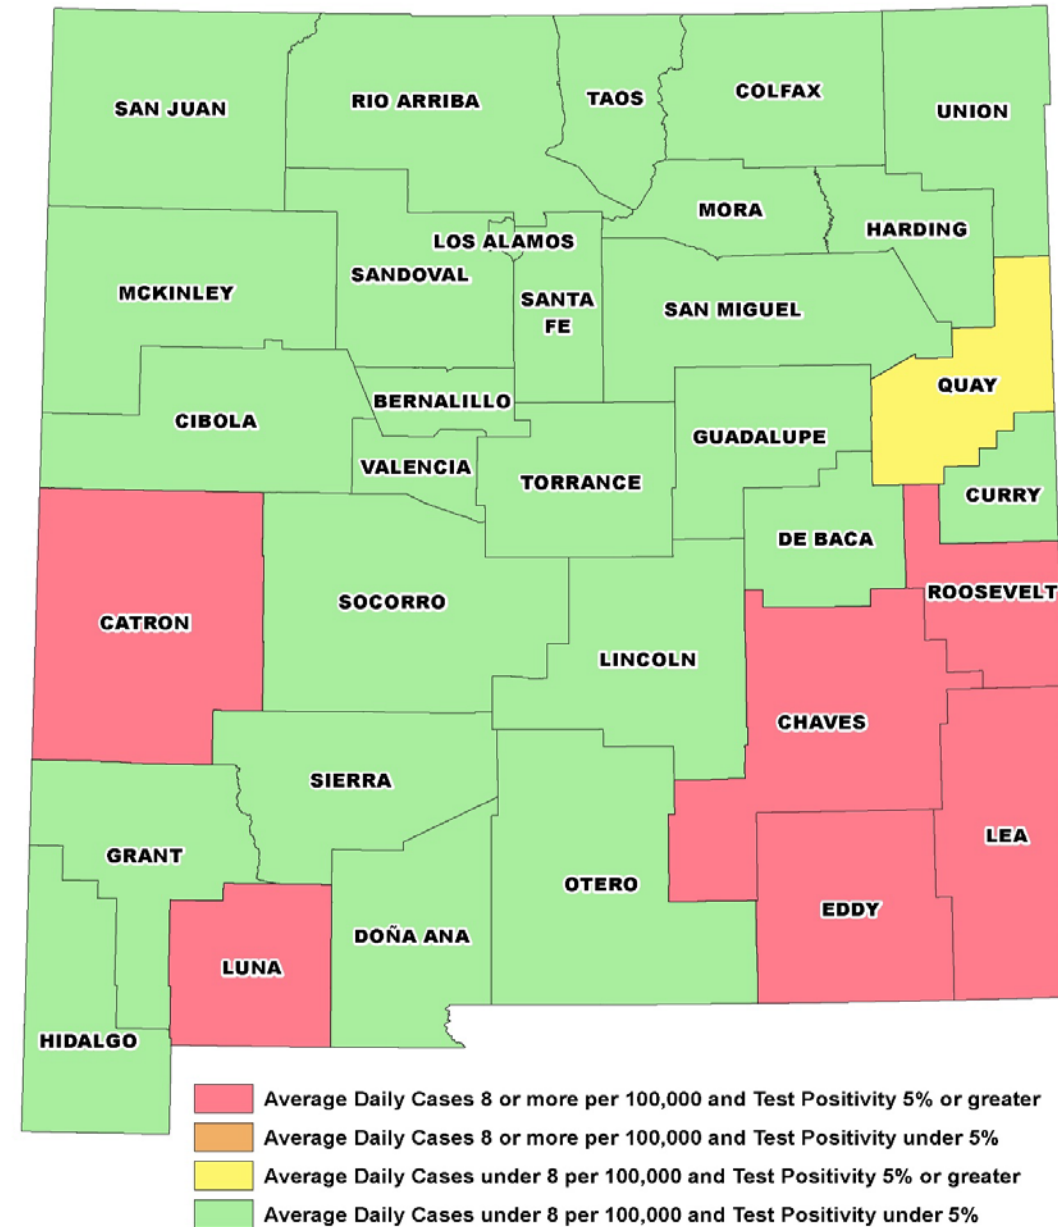 SAN JUAN
RIO ARRIBA
TAOS
COLFAX
UNION
MORA
HARDING
LOS ALAMOS
SANDOVAL
MCKINLEY
SANTA
FE
SAN MIGUEL
QUAY
BERNALILLO
CIBOLA
GUADALUPE
VALENCIA
TORRANCE
CURRY
DE BACA
ROOSEVELT
CATRON
SOCORRO
LINCOLN
CHAVES
SIERRA
LEA
GRANT
OTERO
EDDY
DOÑA ANA
LUNA
HIDALGO
Average Daily Cases 8 or more per 100,000 and Test Positivity 5% or greater
Average Daily Cases 8 or more per 100,000 and Test Positivity under 5%
Average Daily Cases under 8 per 100,000 and Test Positivity 5% or greater
Average Daily Cases under 8 per 100,000 and Test Positivity under 5%